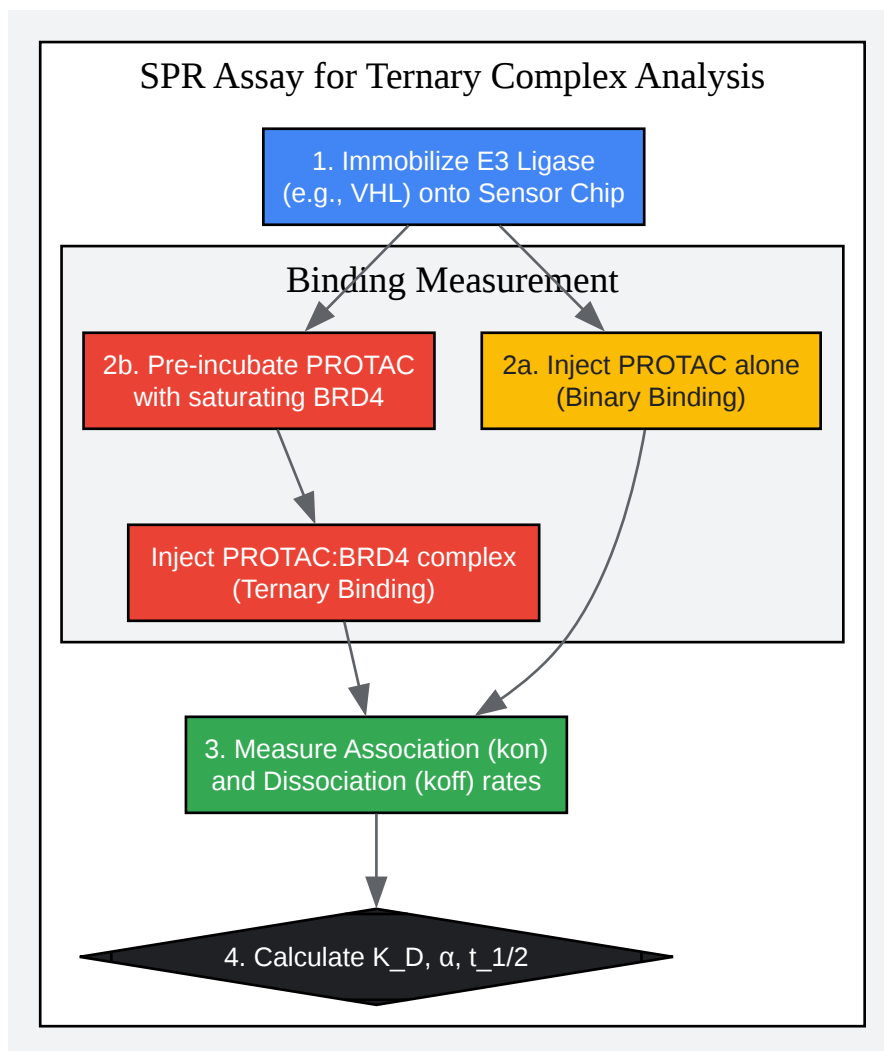 SPR Assay for Ternary Complex Analysis
1. Immobilize E3 Ligase
(e.g., VHL) onto Sensor Chip
Binding Measurement
2b. Pre-incubate PROTAC
with saturating BRD4
2a. Inject PROTAC alone
(Binary Binding)
Inject PROTAC:BRD4 complex
(Ternary Binding)
3. Measure Association (kon)
and Dissociation (koff) rates
4. Calculate K_D, α, t_1/2